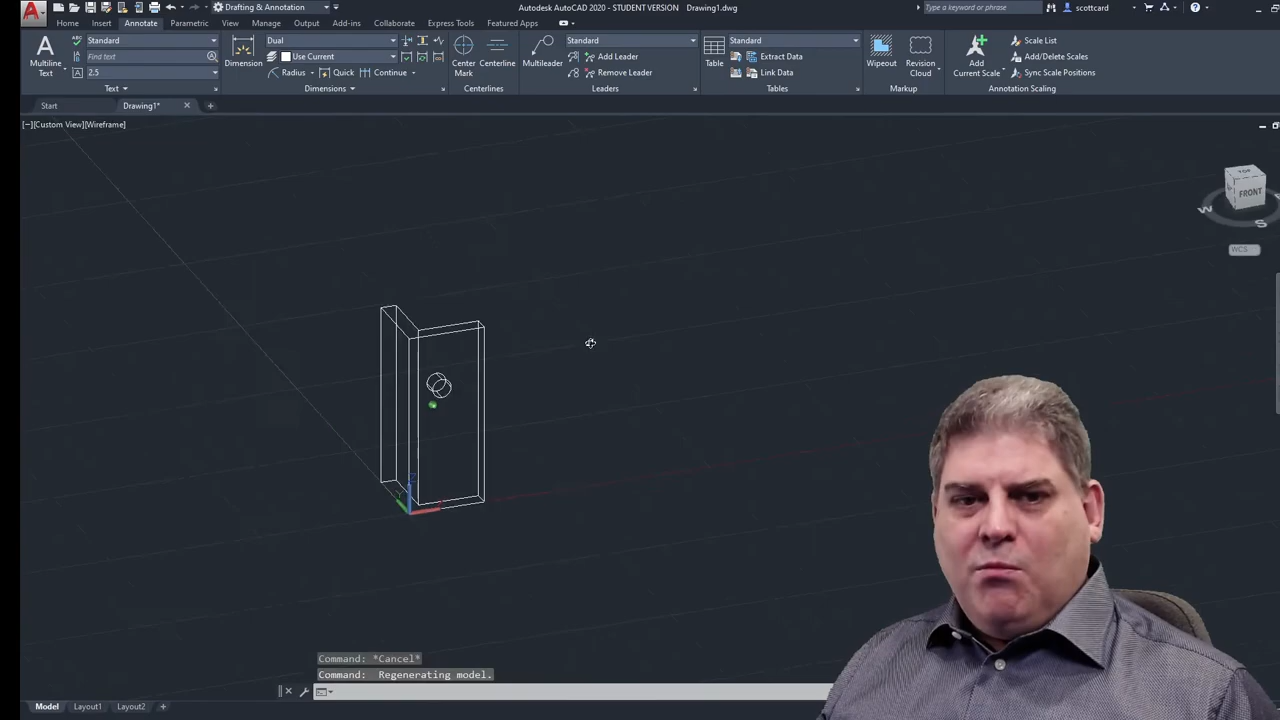 Drafting & Annotation
Autodesk AutoCAD 2020 - STUDENT VERSION Drawing1.dwg
Type a keyword or phrase
scottcard
Home Insert Annotate Parametric View Manage Output Add-ins Collaborate Express Tools Featured Apps
Multiline
Text
Standard
Find text
2.5
Text
Dimension
Dual
Use Current
Radius Quick Continue
Dimensions
Center
Mark
Centerline
Centerlines
Multileader
Standard
Add Leader
Remove Leader
Leaders
Table
Standard
Extract Data
Link Data
Tables
Wipeout
Revision
Cloud
Markup
Add
Current Scale
Scale List
Add/Delete Scales
Sync Scale Positions
Annotation Scaling
Start Drawing1*
[−][Custom View][Wireframe]
TOP
FRONT
W
S
WCS
Z
Command: *Cancel*
Command: Regenerating model.
Model Layout1 Layout2